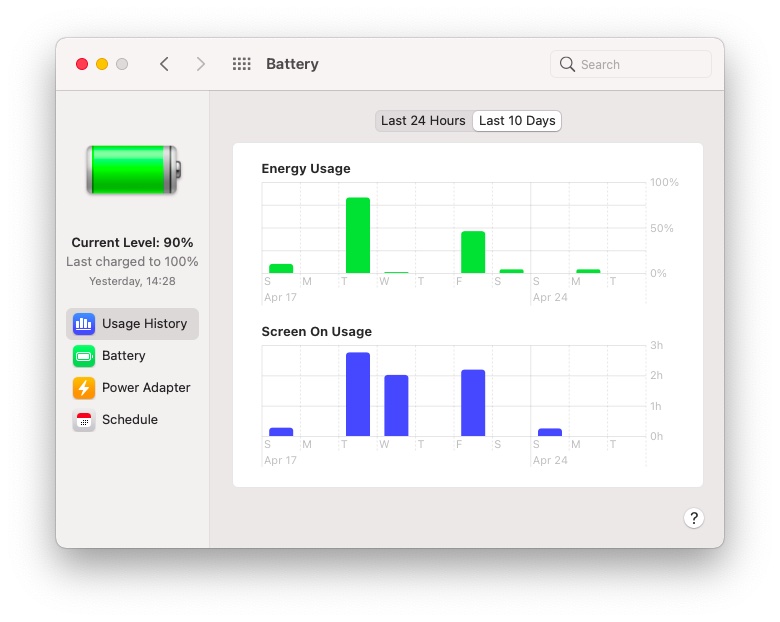 Battery
Search
Last 24 Hours Last 10 Days
Current Level: 90%
Last charged to 100%
Yesterday, 14:28
Usage History
Battery
Power Adapter
Schedule
Energy Usage
100%
50%
0%
S M T W T F S S M T
Apr 17 Apr 24
Screen On Usage
3h
2h
1h
0h
S M T W T F S S M T
Apr 17 Apr 24
?